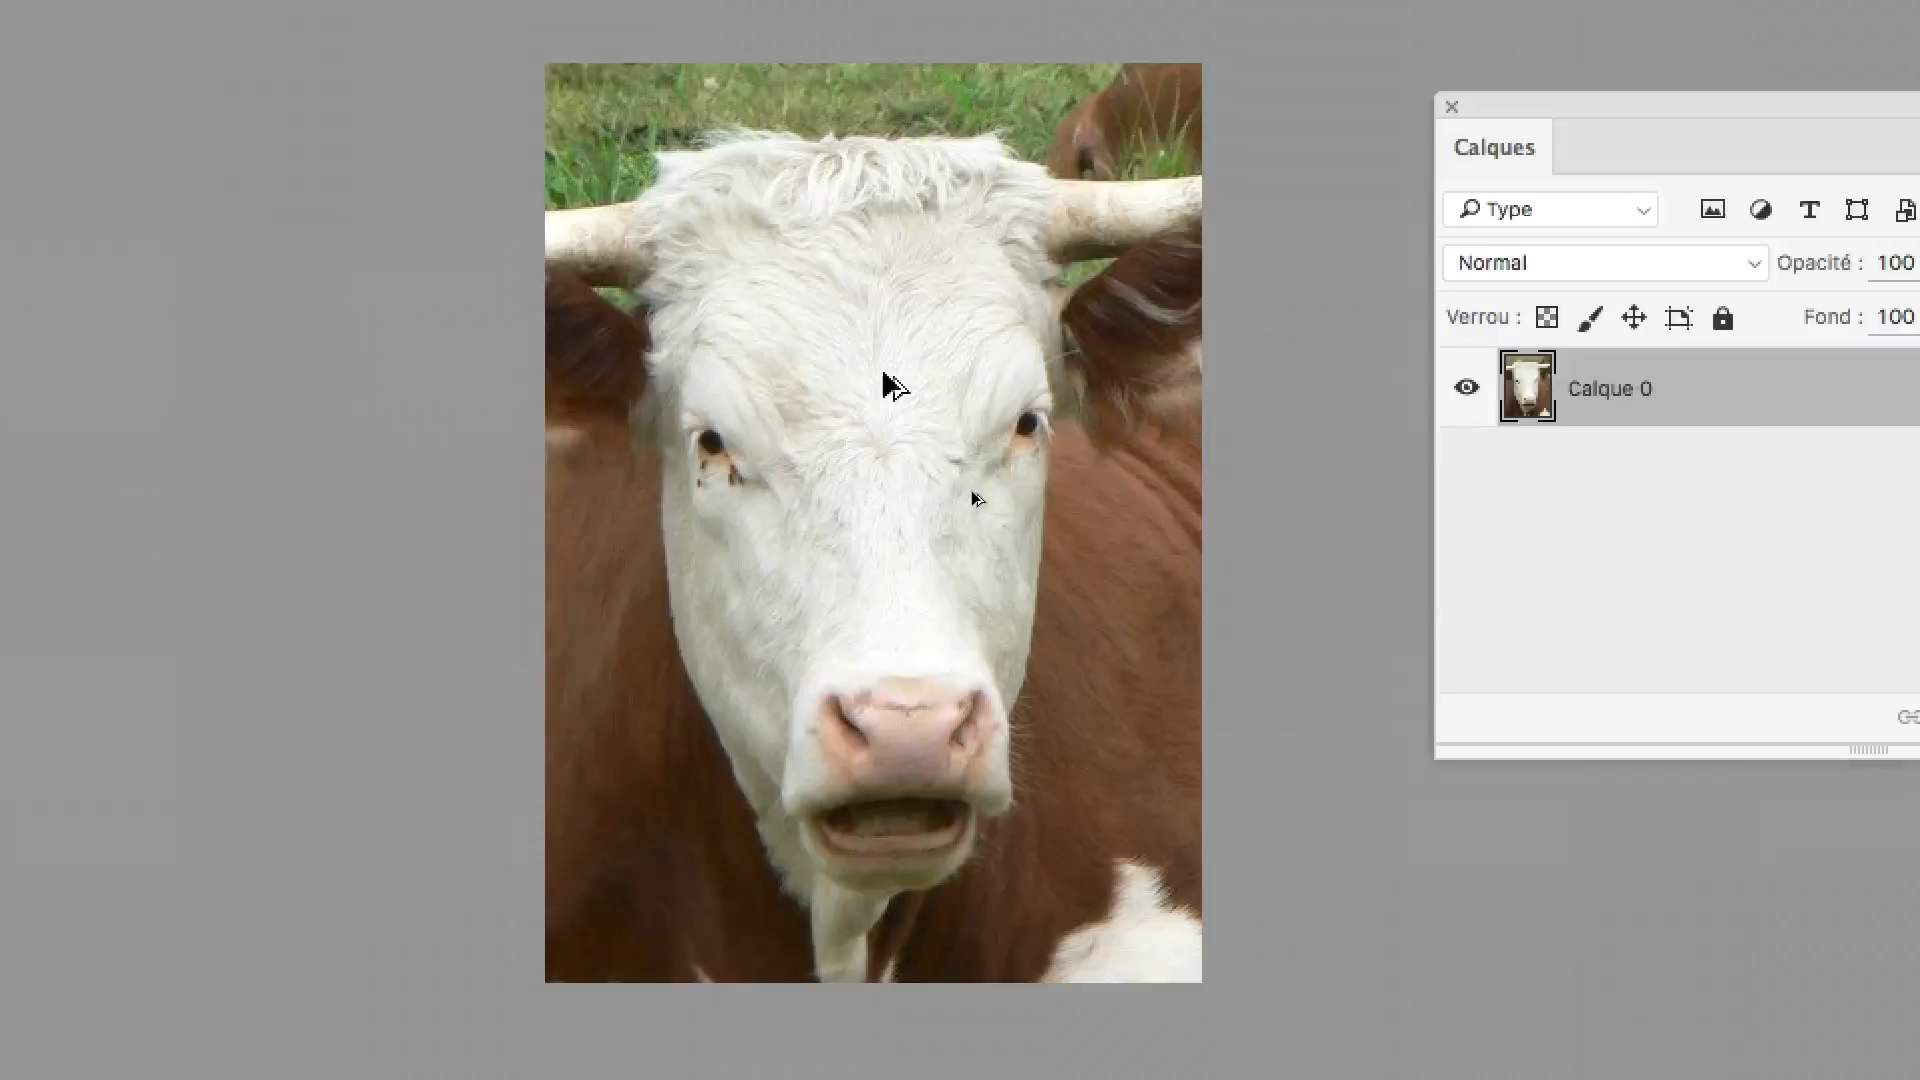 Calques
Type
Normal
Opacité : 100
Verrou :
Fond : 100
Calque 0